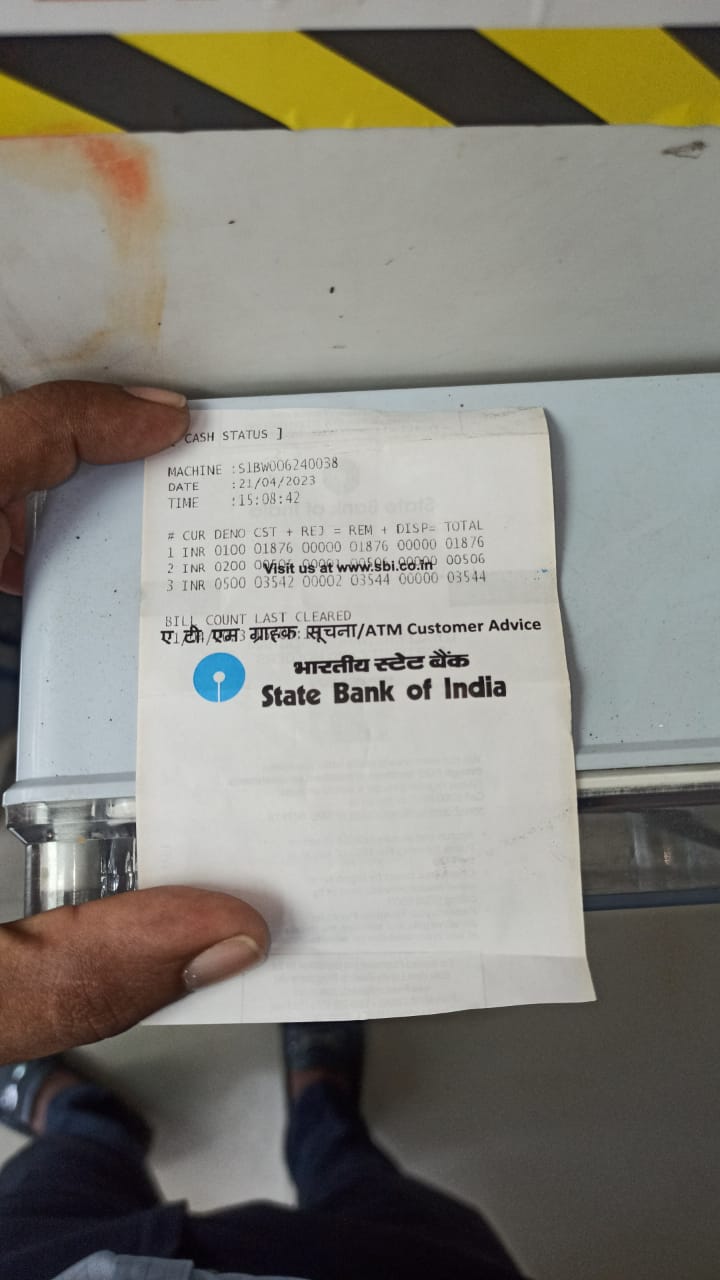 CASH STATUS ]
MACHINE :S1BW006240038
DATE :21/04/2023
TIME :15:08:42
# CUR DENO CST + REJ = REM + DISP= TOTAL
1 INR 0100 01876 00000 01876 00000 01876
2 INR 0200 00000 00506
Visit us at www.sbi.co.in
3 INR 0500 03542 00002 03544 00000 03544
BILL COUNT LAST CLEARED
ए टी एम ग्राहक सूचना/ATM Customer Advice
भारतीय स्टेट बैंक
State Bank of India